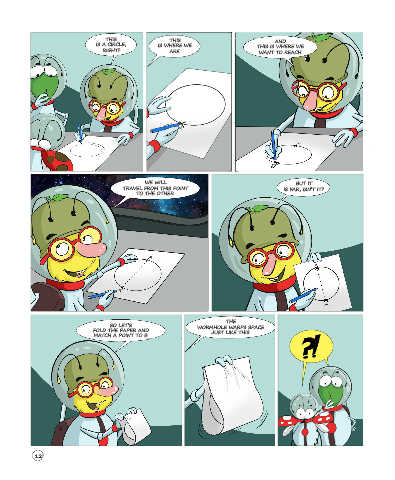 THIS
IS A CIRCLE,
RIGHT?
THIS
IS WHERE WE
ARE
AND
THIS IS WHERE WE
WANT TO REACH
WE WILL
TRAVEL FROM THIS POINT
TO THE OTHER
BUT IT
IS FAR, ISN'T IT?
SO LET'S
FOLD THE PAPER AND
MATCH A POINT TO B
THE
WORMHOLE WARPS SPACE
JUST LIKE THIS
?!
12